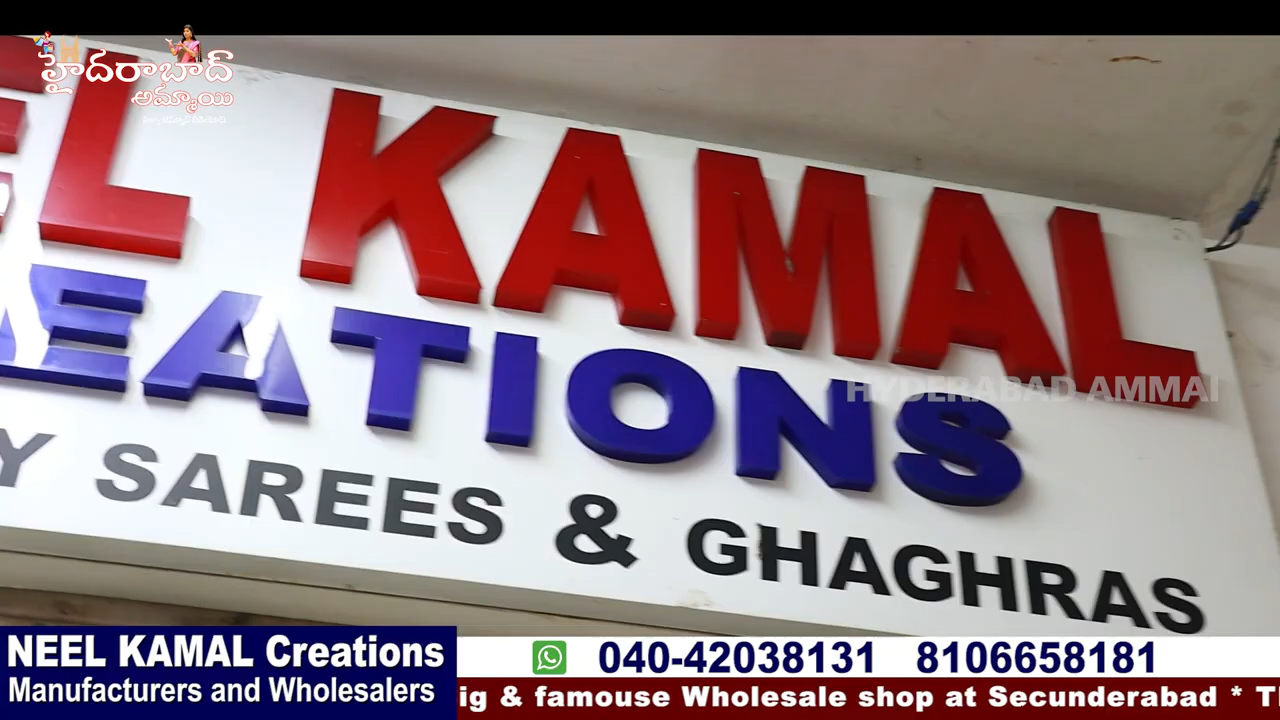 హైదరాబాద్
అమ్మాయి
EL KAMAL
EATIONS
Y SAREES & GHAGHRAS
HYDERABAD AMMAI
NEEL KAMAL Creations
Manufacturers and Wholesalers
040-42038131 8106658181
ig & famouse Wholesale shop at Secunderabad * T